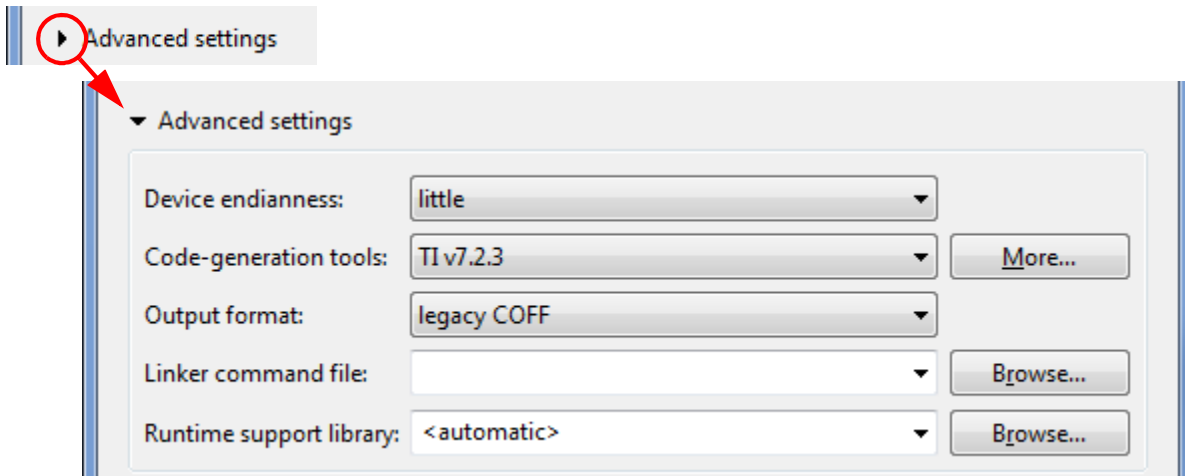 Advanced settings
Advanced settings
Device endianness: little
Code-generation tools: TI v7.2.3 More...
Output format: legacy COFF
Linker command file: Browse...
Runtime support library: <automatic> Browse...